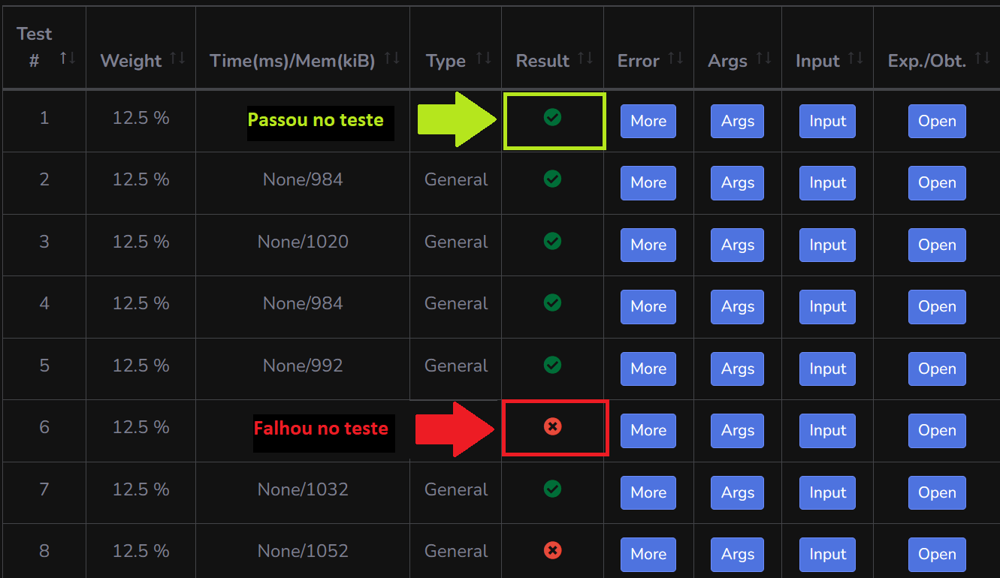 Test
# Weight Time(ms)/Mem(kiB) Type Result Error Args Input Exp./Obt.
1 12.5 % Passou no teste More Args Input Open
2 12.5 % None/984 General More Args Input Open
3 12.5 % None/1020 General More Args Input Open
4 12.5 % None/984 General More Args Input Open
5 12.5 % None/992 General More Args Input Open
6 12.5 % Falhou no teste More Args Input Open
7 12.5 % None/1032 General More Args Input Open
8 12.5 % None/1052 General More Args Input Open